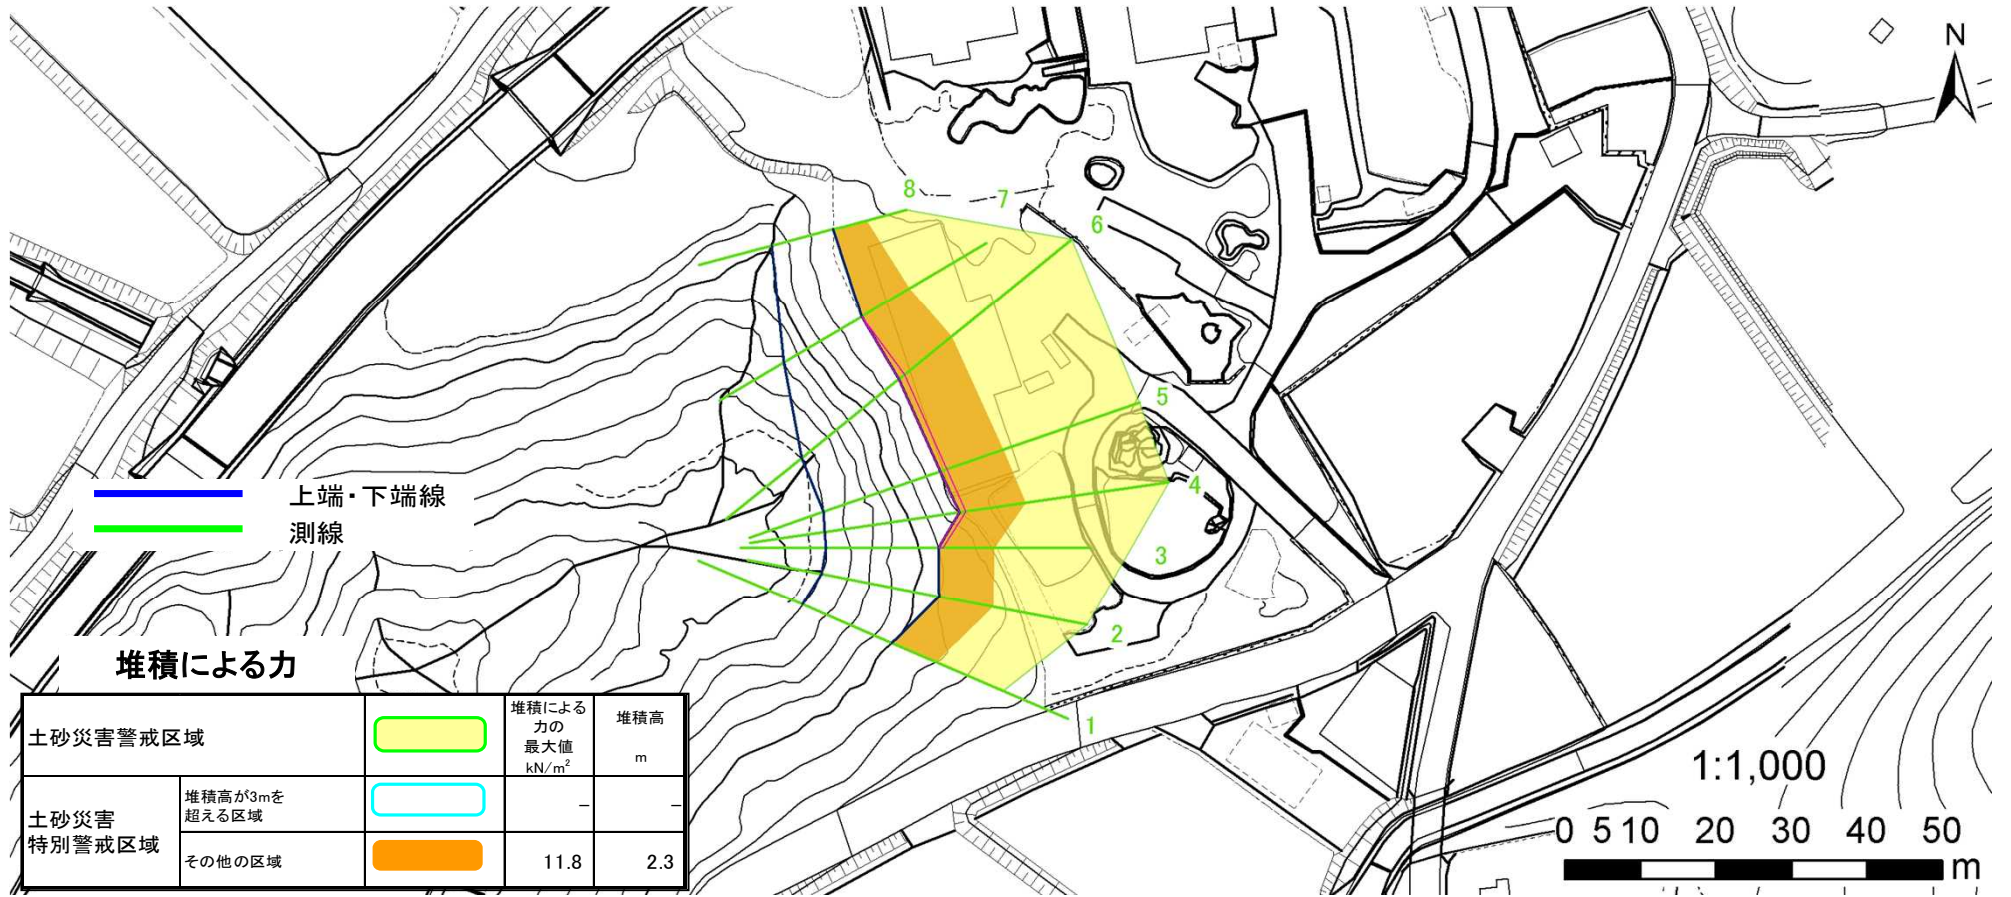 N
8
7
6
5
4
3
2
1
上端・下端線
測線
堆積による力
土砂災害警戒区域
堆積による
力の
最大値
kN/m²
堆積高
m
土砂災害
特別警戒区域
堆積高が3mを
超える区域
－
－
その他の区域
11.8
2.3
1:1,000
0 5 10 20 30 40 50
m